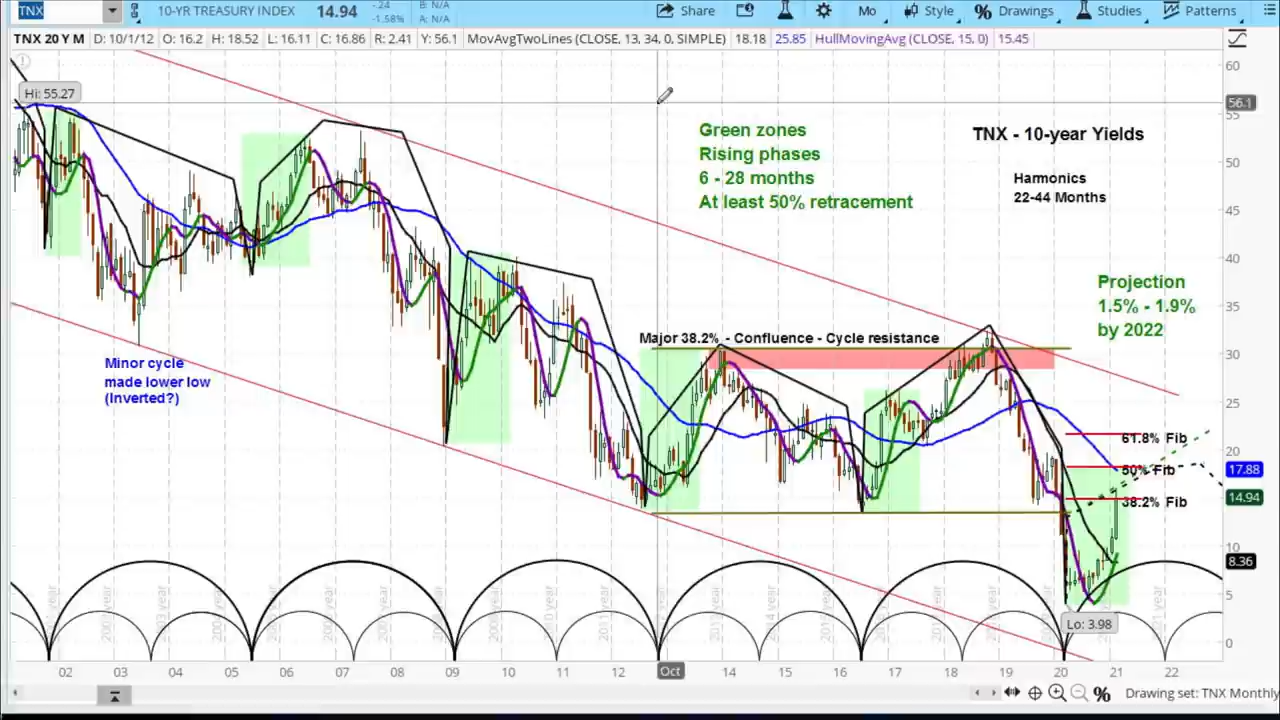 TNX
10-YR TREASURY INDEX
14.94
-.24
-1.58%
B: N/A
A: N/A
Share
Mo
Style
% Drawings
Studies
Patterns
TNX 20 Y M
D: 10/1/12
O: 16.2
H: 18.52
L: 16.11
C: 16.86
R: 2.41
Y: 56.1
MovAvgTwoLines (CLOSE, 13, 34, 0, SIMPLE)
18.18
25.85
HullMovingAvg (CLOSE, 15, 0)
15.45
Hi: 55.27
Green zones
Rising phases
6 - 28 months
At least 50% retracement
TNX - 10-year Yields
Harmonics
22-44 Months
Projection
1.5% - 1.9%
by 2022
Major 38.2% - Confluence - Cycle resistance
Minor cycle
made lower low
(Inverted?)
61.8% Fib
50% Fib
38.2% Fib
Lo: 3.98
60
56.1
55
50
45
40
35
30
25
20
17.88
14.94
10
8.36
5
0
02
03
04
05
06
07
08
09
10
11
12
Oct
14
15
16
17
18
19
20
21
22
%
Drawing set: TNX Monthly